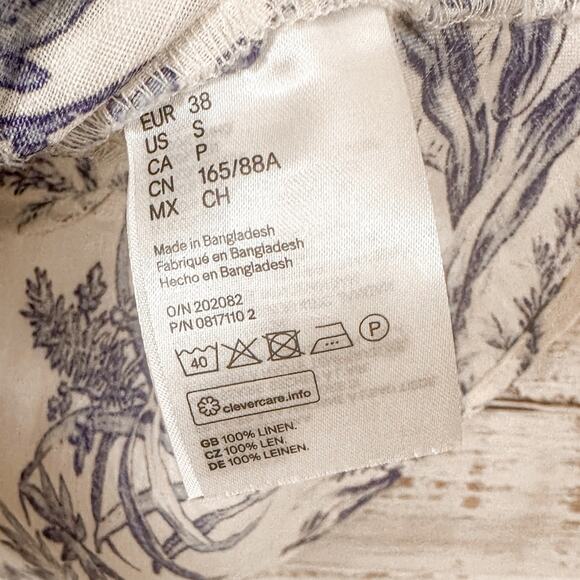 EUR 38
US S
CA P
CN 165/88A
MX CH
Made in Bangladesh
Fabriqué en Bangladesh
Hecho en Bangladesh
O/N 202082
P/N 0817110 2
40 P
clevercare.info
GB 100% LINEN.
CZ 100% LEN.
DE 100% LEINEN.